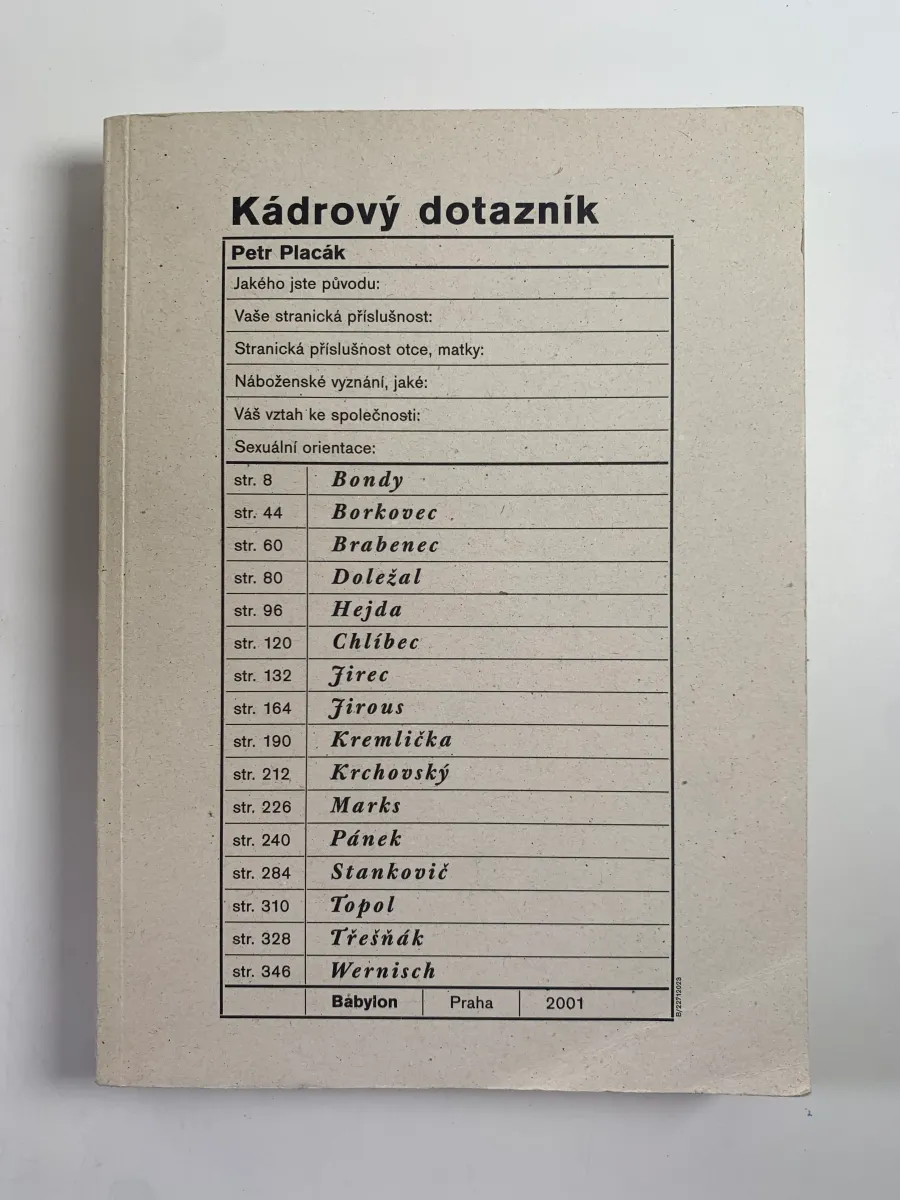 Kádrový dotazník
Petr Placák
Jakého jste původu:
Vaše stranická příslušnost:
Stranická příslušnost otce, matky:
Náboženské vyznání, jaké:
Váš vztah ke společnosti:
Sexuální orientace:
str. 8 Bondy
str. 44 Borkovec
str. 60 Brabenec
str. 80 Doležal
str. 96 Hejda
str. 120 Chlíbec
str. 132 Jirec
str. 164 Jirous
str. 190 Kremlička
str. 212 Krchovský
str. 226 Marks
str. 240 Pánek
str. 284 Stankovič
str. 310 Topol
str. 328 Třešňák
str. 346 Wernisch
Babylon Praha 2001
B/22712023